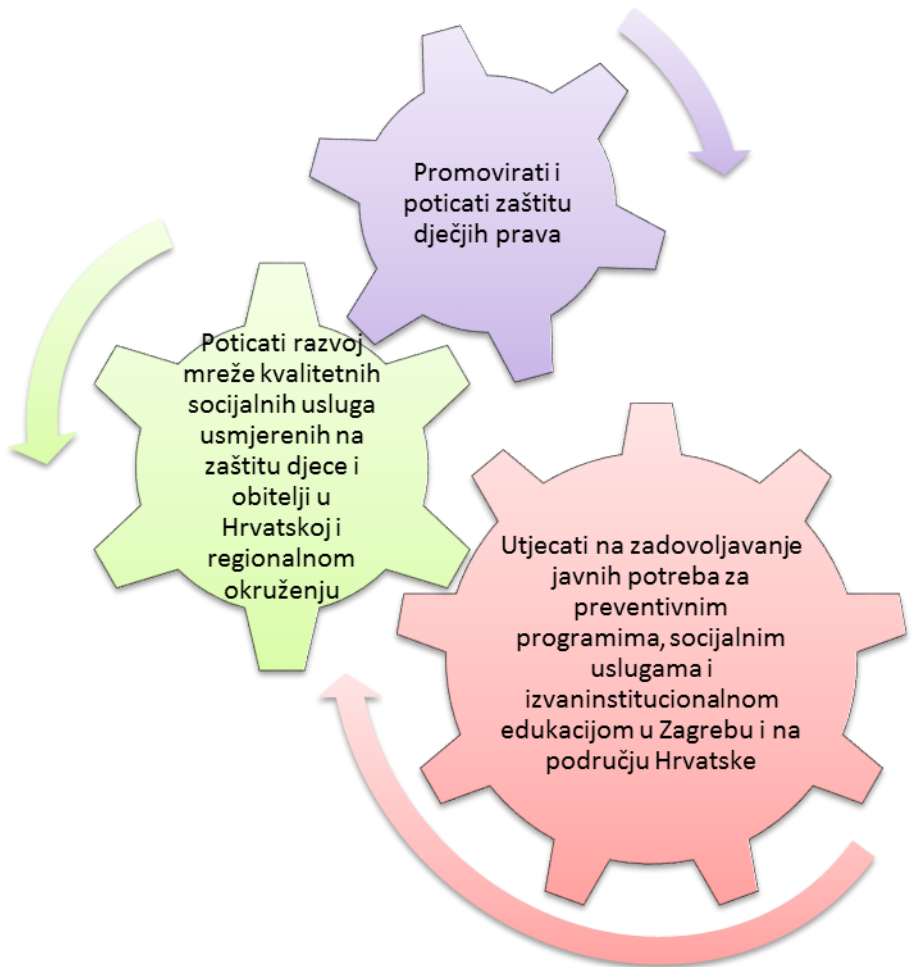 Promovirati i
poticati zaštitu
dječjih prava
Poticati razvoj
mreže kvalitetnih
socijalnih usluga
usmjerenih na
zaštitu djece i
obitelji u
Hrvatskoj i
regionalnom
okruženju
Utjecati na zadovoljavanje
javnih potreba za
preventivnim
programima, socijalnim
uslugama i
izvaninstitucionalnom
edukacijom u Zagrebu i na
području Hrvatske